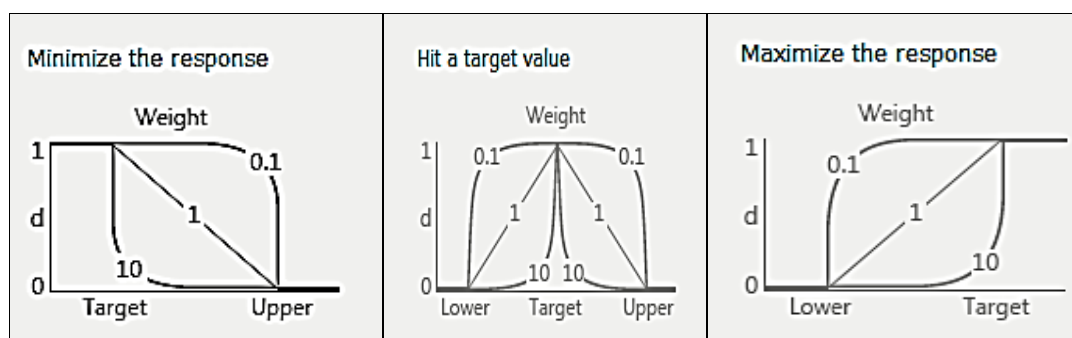 Minimize the response
Weight
1
0.1
d
1
10
0
Target Upper
Hit a target value
Weight
1
0.1 0.1
d
1 1
10 10
0
Lower Target Upper
Maximize the response
Weight
1
0.1
d
1
10
0
Lower Target